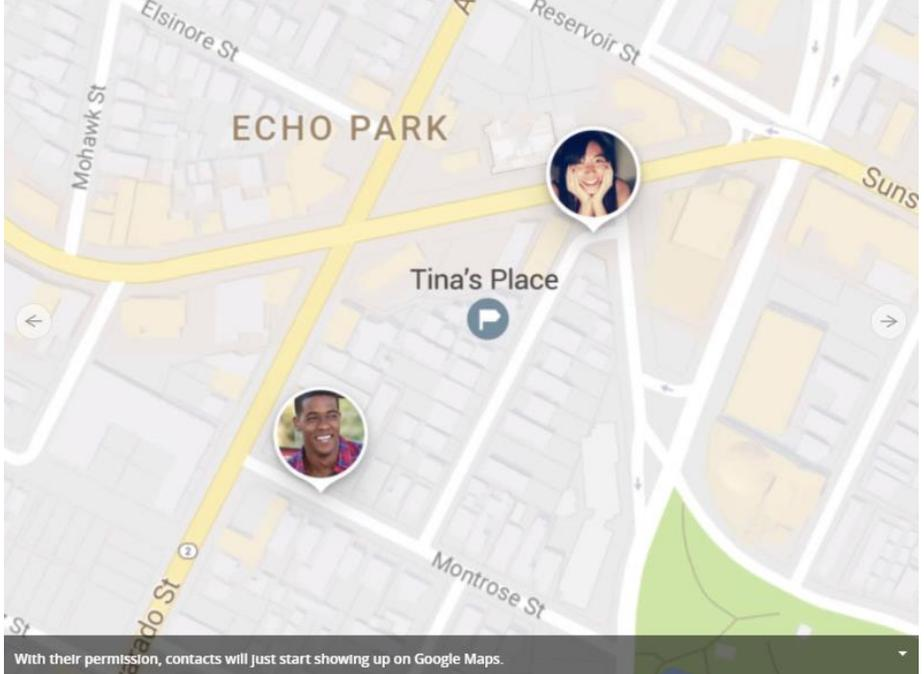 Elsinore St
Reservoir St
Mohawk St
ECHO PARK
Suns
Tina's Place
2
Montrose St
rado St
St
With their permission, contacts will just start showing up on Google Maps.